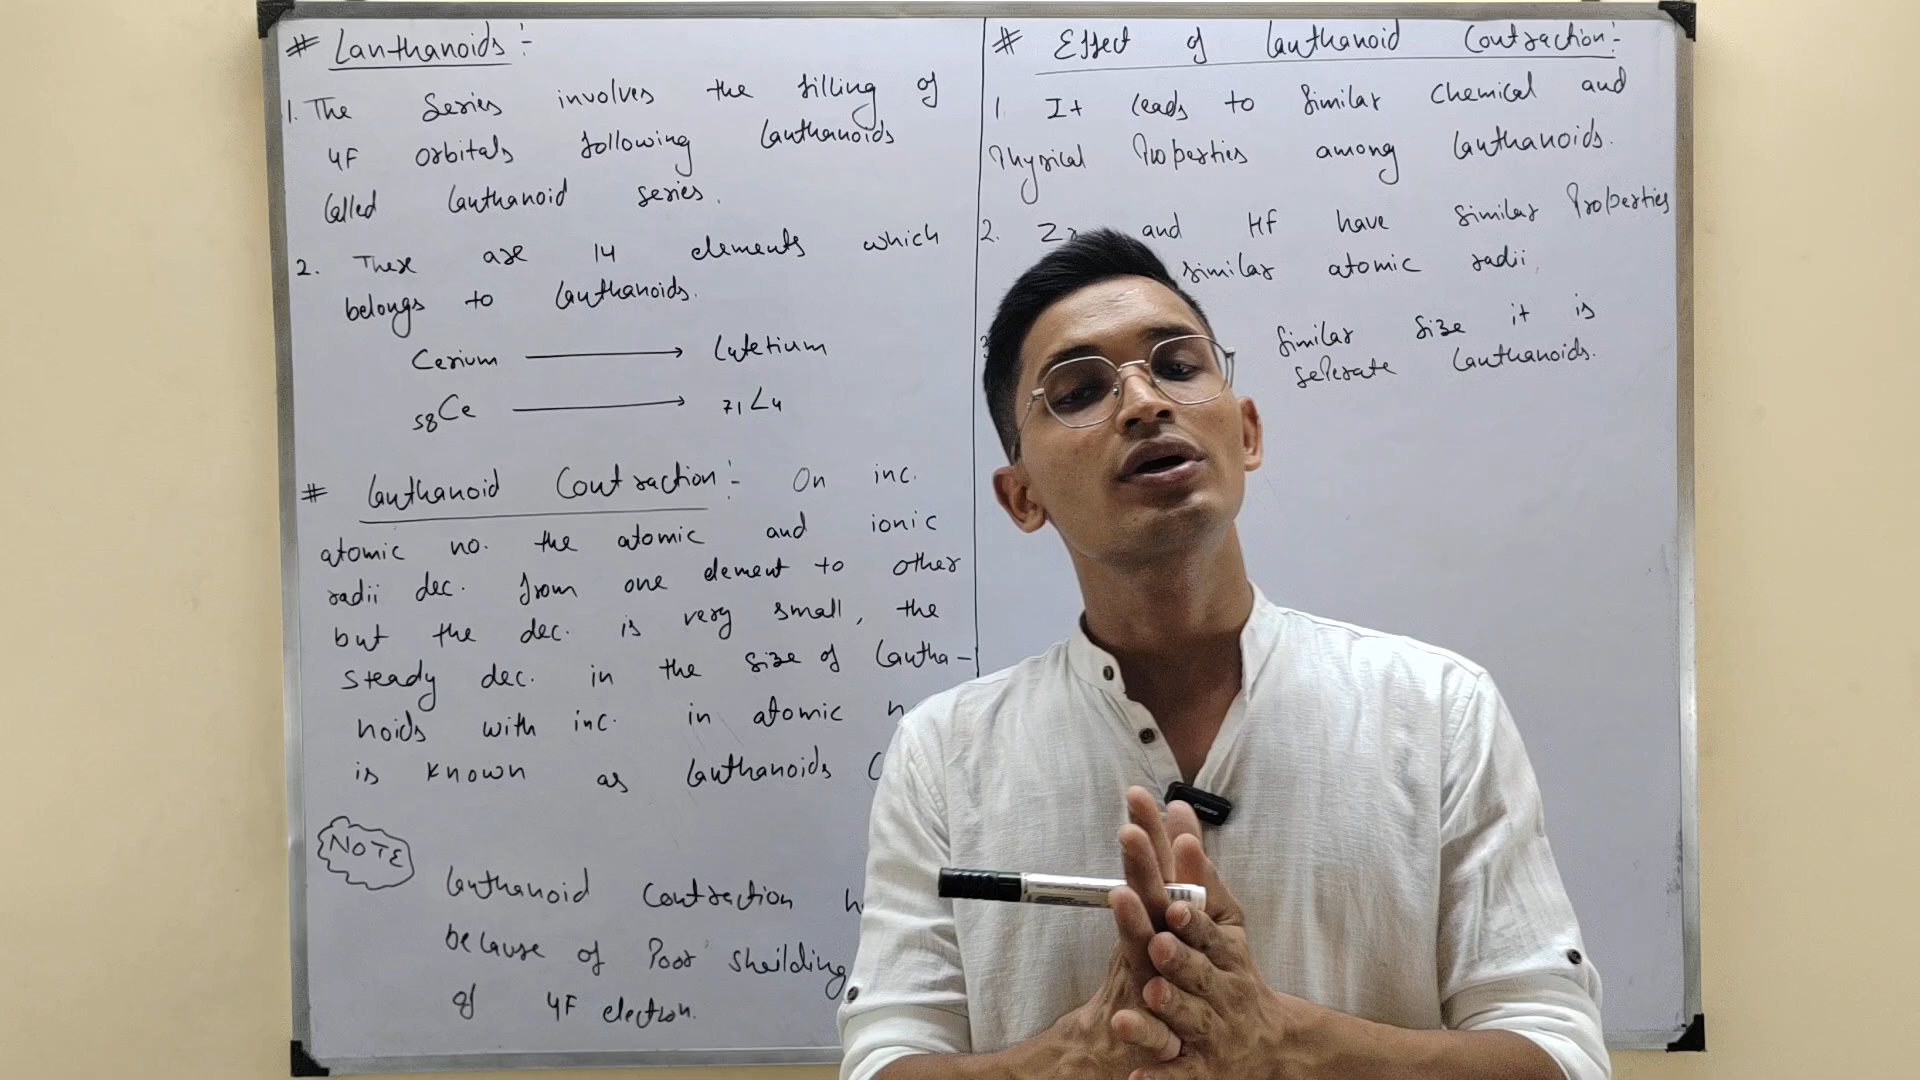 # Lanthanoids :-
1. The Series involves the filling of
4F orbitals following Lanthanoids
Called Lanthanoid series.
2. There are 14 elements which
belongs to Lanthanoids.
Cerium → Lutetium
58Ce → 71Lu
# Lanthanoid Contraction :- On inc.
atomic no. the atomic and ionic
radii dec. from one element to other
but the dec. is very small, the
steady dec. in the size of Lantha-
noids with inc. in atomic
is known as Lanthanoids
NOTE
Lanthanoid Contraction
because of Poor sheilding
of 4F electron.
# Effect of Lanthanoid Contraction :-
1. It leads to Similar Chemical and
Physical Properties among Lanthanoids.
2. Zr and Hf have Similar Properties
similar atomic radii.
Similar Size it is
seperate Lanthanoids.